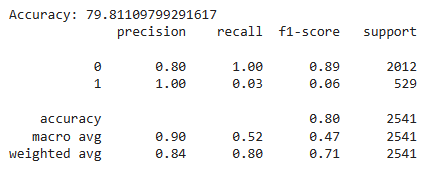 Accuracy: 79.81109799291617
precision recall f1-score support
0 0.80 1.00 0.89 2012
1 1.00 0.03 0.06 529
accuracy 0.80 2541
macro avg 0.90 0.52 0.47 2541
weighted avg 0.84 0.80 0.71 2541